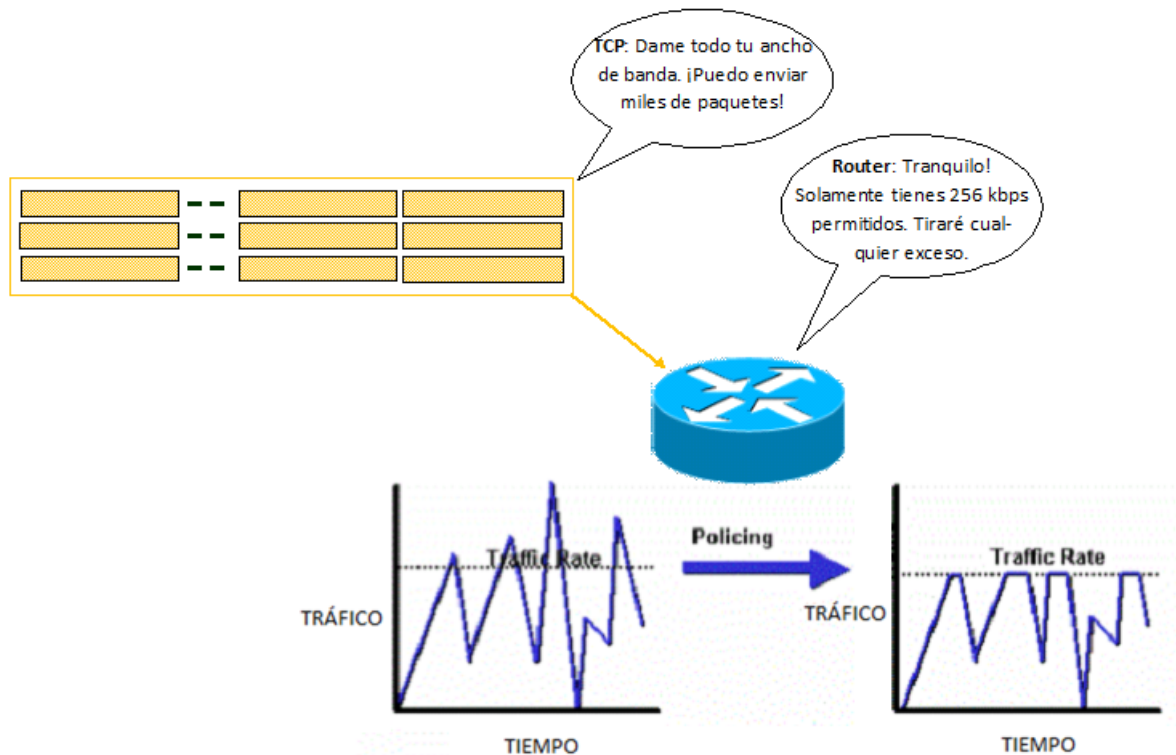 TCP: Dame todo tu ancho
de banda. ¡Puedo enviar
miles de paquetes!
Router: Tranquilo!
Solamente tienes 256 kbps
permitidos. Tiraré cual-
quier exceso.
Traffic Rate
TRÁFICO
TIEMPO
Policing
Traffic Rate
TRÁFICO
TIEMPO